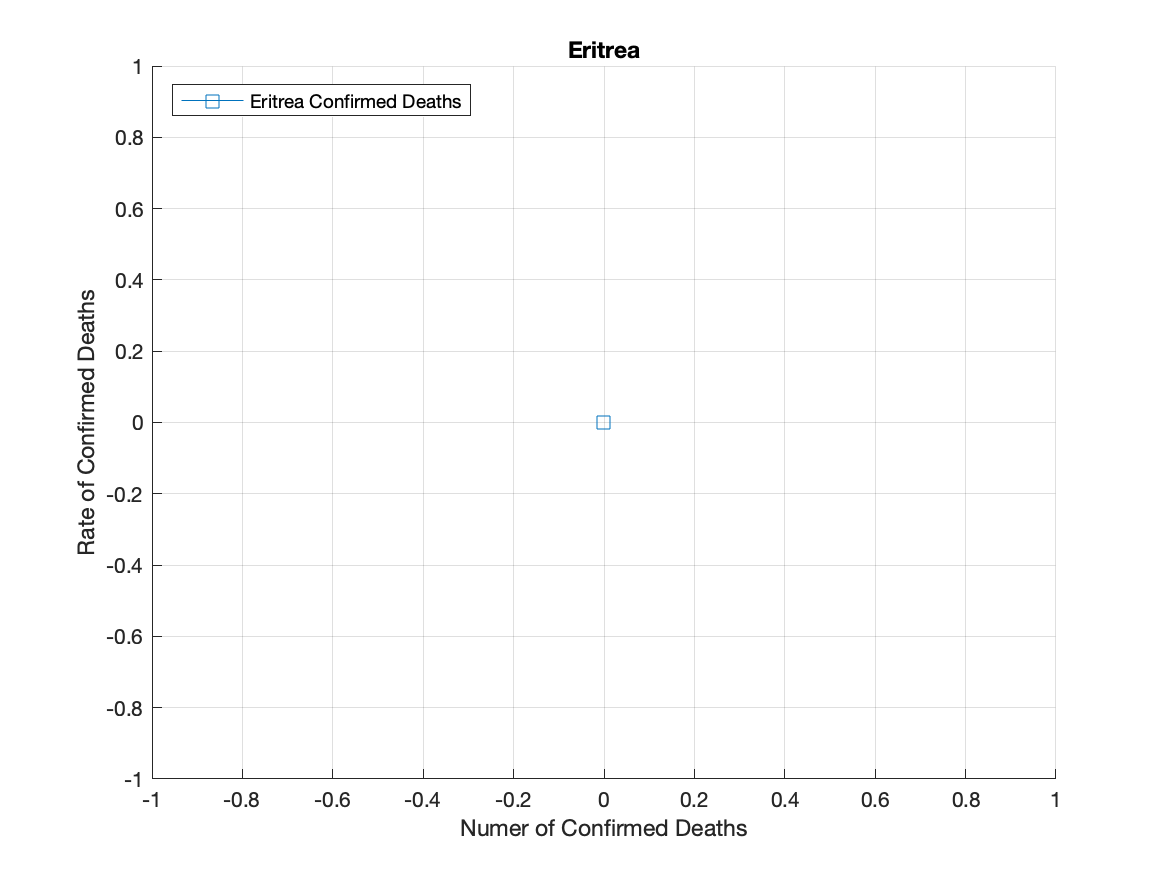 Eritrea
Eritrea Confirmed Deaths
1
0.8
0.6
0.4
0.2
0
-0.2
-0.4
-0.6
-0.8
-1
Rate of Confirmed Deaths
-1 -0.8 -0.6 -0.4 -0.2 0 0.2 0.4 0.6 0.8 1
Numer of Confirmed Deaths